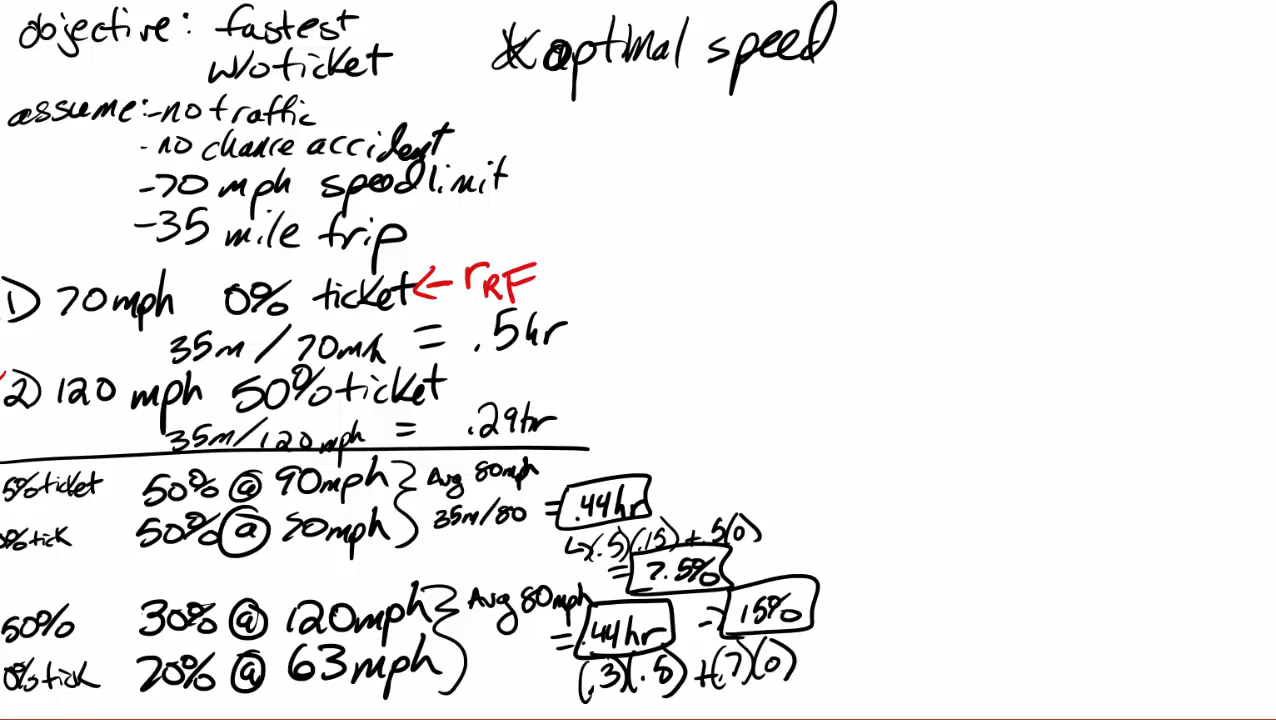 objective: fastest
w/o ticket
* optimal speed
assume: - no traffic
- no chance accident
- 70 mph speed limit
- 35 mile trip
1) 70mph 0% ticket ← rRF
35m / 70mh = .5hr
2) 120 mph 50% ticket
35m/120mph = .29hr
5% ticket 50% @ 90mph } Avg 80mph
0% tick 50% @ 70mph 35m/80 = .44hr
↳ (.5)(.15) + .5(0)
= 7.5%
50% 30% @ 120mph } Avg 80mph
= .44hr → 15%
0% tick 70% @ 63mph (.3)(.5) + (.7)(0)